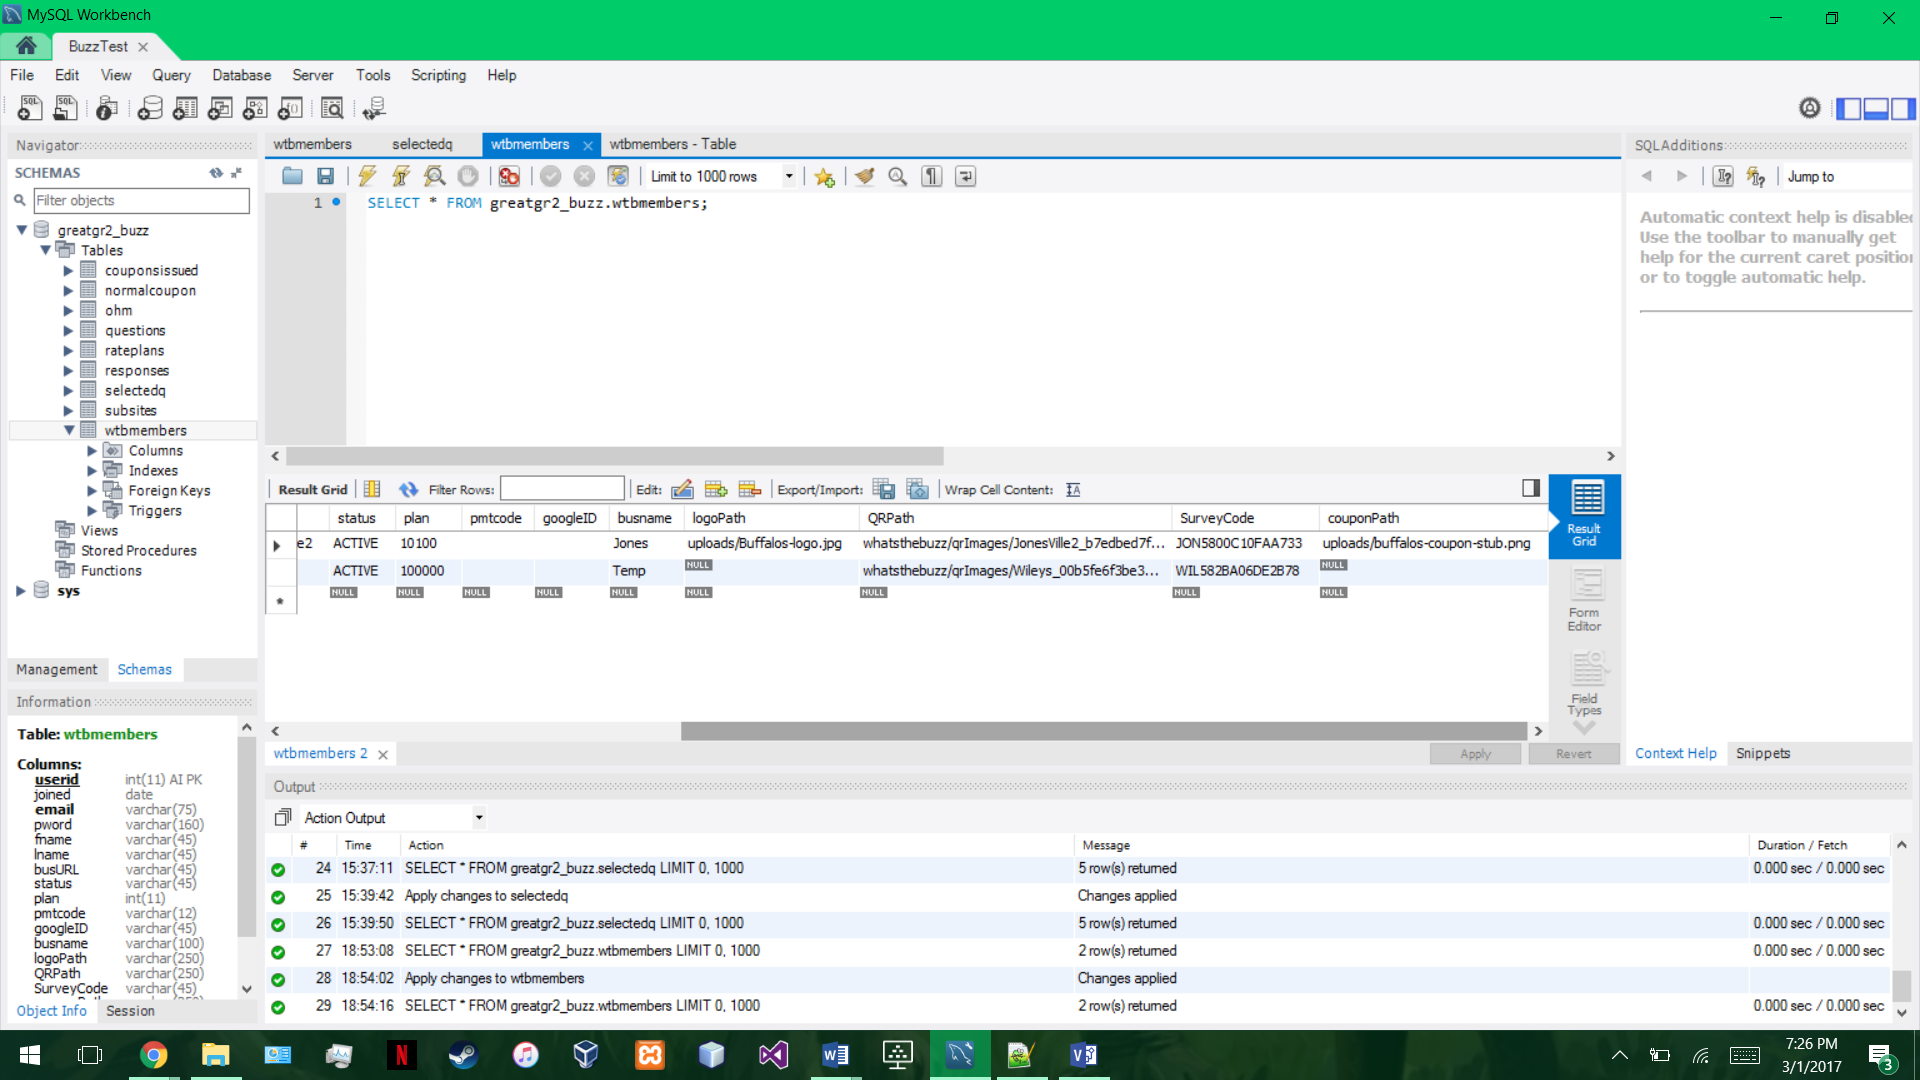 MySQL Workbench
BuzzTest
File Edit View Query Database Server Tools Scripting Help
Navigator
SCHEMAS
Filter objects
greatgr2_buzz
Tables
couponsissued
normalcoupon
ohm
questions
rateplans
responses
selectedq
subsites
wtbmembers
Columns
Indexes
Foreign Keys
Triggers
Views
Stored Procedures
Functions
sys
Management Schemas
Information
Table: wtbmembers
Columns:
userid int(11) AI PK
joined date
email varchar(75)
pword varchar(160)
fname varchar(45)
lname varchar(45)
busURL varchar(45)
status varchar(45)
plan int(11)
pmtcode varchar(12)
googleID varchar(45)
busname varchar(100)
logoPath varchar(250)
QRPath varchar(250)
SurveyCode varchar(45)
Object Info Session
wtbmembers selectedq wtbmembers wtbmembers - Table
Limit to 1000 rows
1 SELECT * FROM greatgr2_buzz.wtbmembers;
Result Grid Filter Rows: Edit: Export/Import: Wrap Cell Content:
status plan pmtcode googleID busname logoPath QRPath SurveyCode couponPath
e2 ACTIVE 10100 Jones uploads/Buffalos-logo.jpg whatsthebuzz/qrImages/JonesVille2_b7edbed7f... JON5800C10FAA733 uploads/buffalos-coupon-stub.png
ACTIVE 100000 Temp NULL whatsthebuzz/qrImages/Wileys_00b5fe6f3be3... WIL582BA06DE2B78 NULL
NULL NULL NULL NULL NULL NULL NULL NULL NULL
Result
Grid
Form
Editor
Field
Types
wtbmembers 2
Apply Revert
Output
Action Output
# Time Action Message Duration / Fetch
24 15:37:11 SELECT * FROM greatgr2_buzz.selectedq LIMIT 0, 1000 5 row(s) returned 0.000 sec / 0.000 sec
25 15:39:42 Apply changes to selectedq Changes applied
26 15:39:50 SELECT * FROM greatgr2_buzz.selectedq LIMIT 0, 1000 5 row(s) returned 0.000 sec / 0.000 sec
27 18:53:08 SELECT * FROM greatgr2_buzz.wtbmembers LIMIT 0, 1000 2 row(s) returned 0.000 sec / 0.000 sec
28 18:54:02 Apply changes to wtbmembers Changes applied
29 18:54:16 SELECT * FROM greatgr2_buzz.wtbmembers LIMIT 0, 1000 2 row(s) returned 0.000 sec / 0.000 sec
SQLAdditions
Jump to
Automatic context help is disabled
Use the toolbar to manually get
help for the current caret position
or to toggle automatic help.
Context Help Snippets
7:26 PM
3/1/2017
3